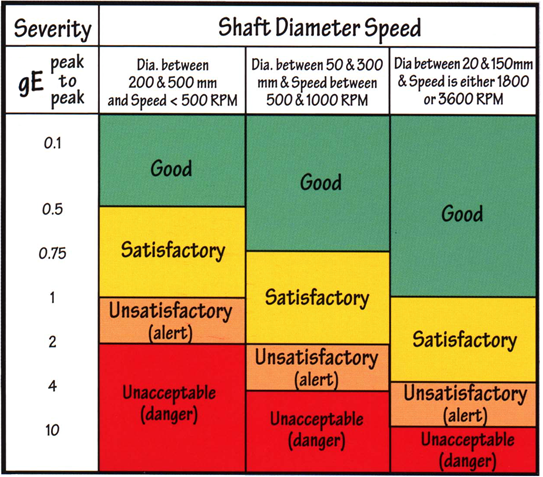 Severity
Shaft Diameter Speed
gE peak to peak
Dia. between
200 & 500 mm
and Speed < 500 RPM
Dia. between 50 & 300
mm & Speed between
500 & 1000 RPM
Dia between 20 & 150mm
& Speed is either 1800
or 3600 RPM
0.1
0.5
0.75
1
2
4
10
Good
Satisfactory
Unsatisfactory
(alert)
Unacceptable
(danger)
Good
Satisfactory
Unsatisfactory
(alert)
Unacceptable
(danger)
Good
Satisfactory
Unsatisfactory
(alert)
Unacceptable
(danger)